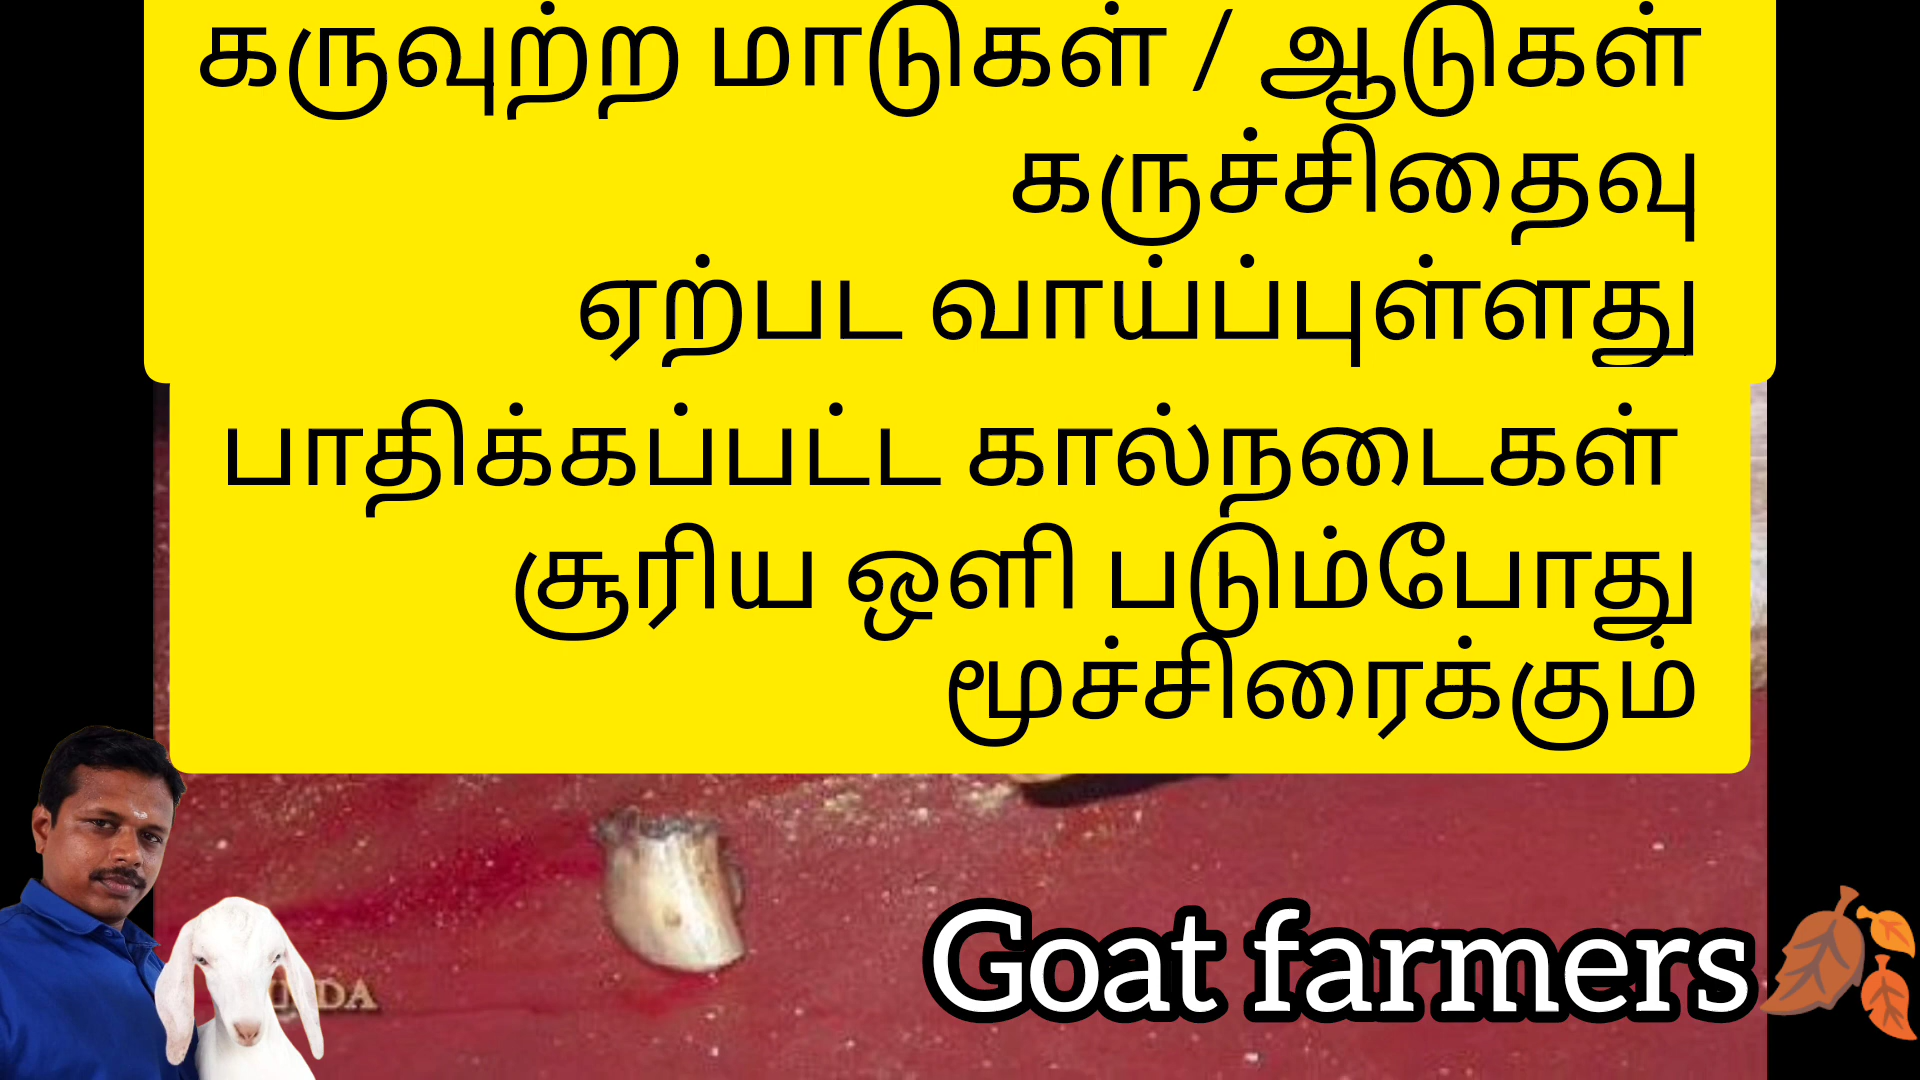 கருவுற்ற மாடுகள் / ஆடுகள்
கருச்சிதைவு
ஏற்பட வாய்ப்புள்ளது
பாதிக்கப்பட்ட கால்நடைகள்
சூரிய ஒளி படும்போது
மூச்சிரைக்கும்
Goat farmers